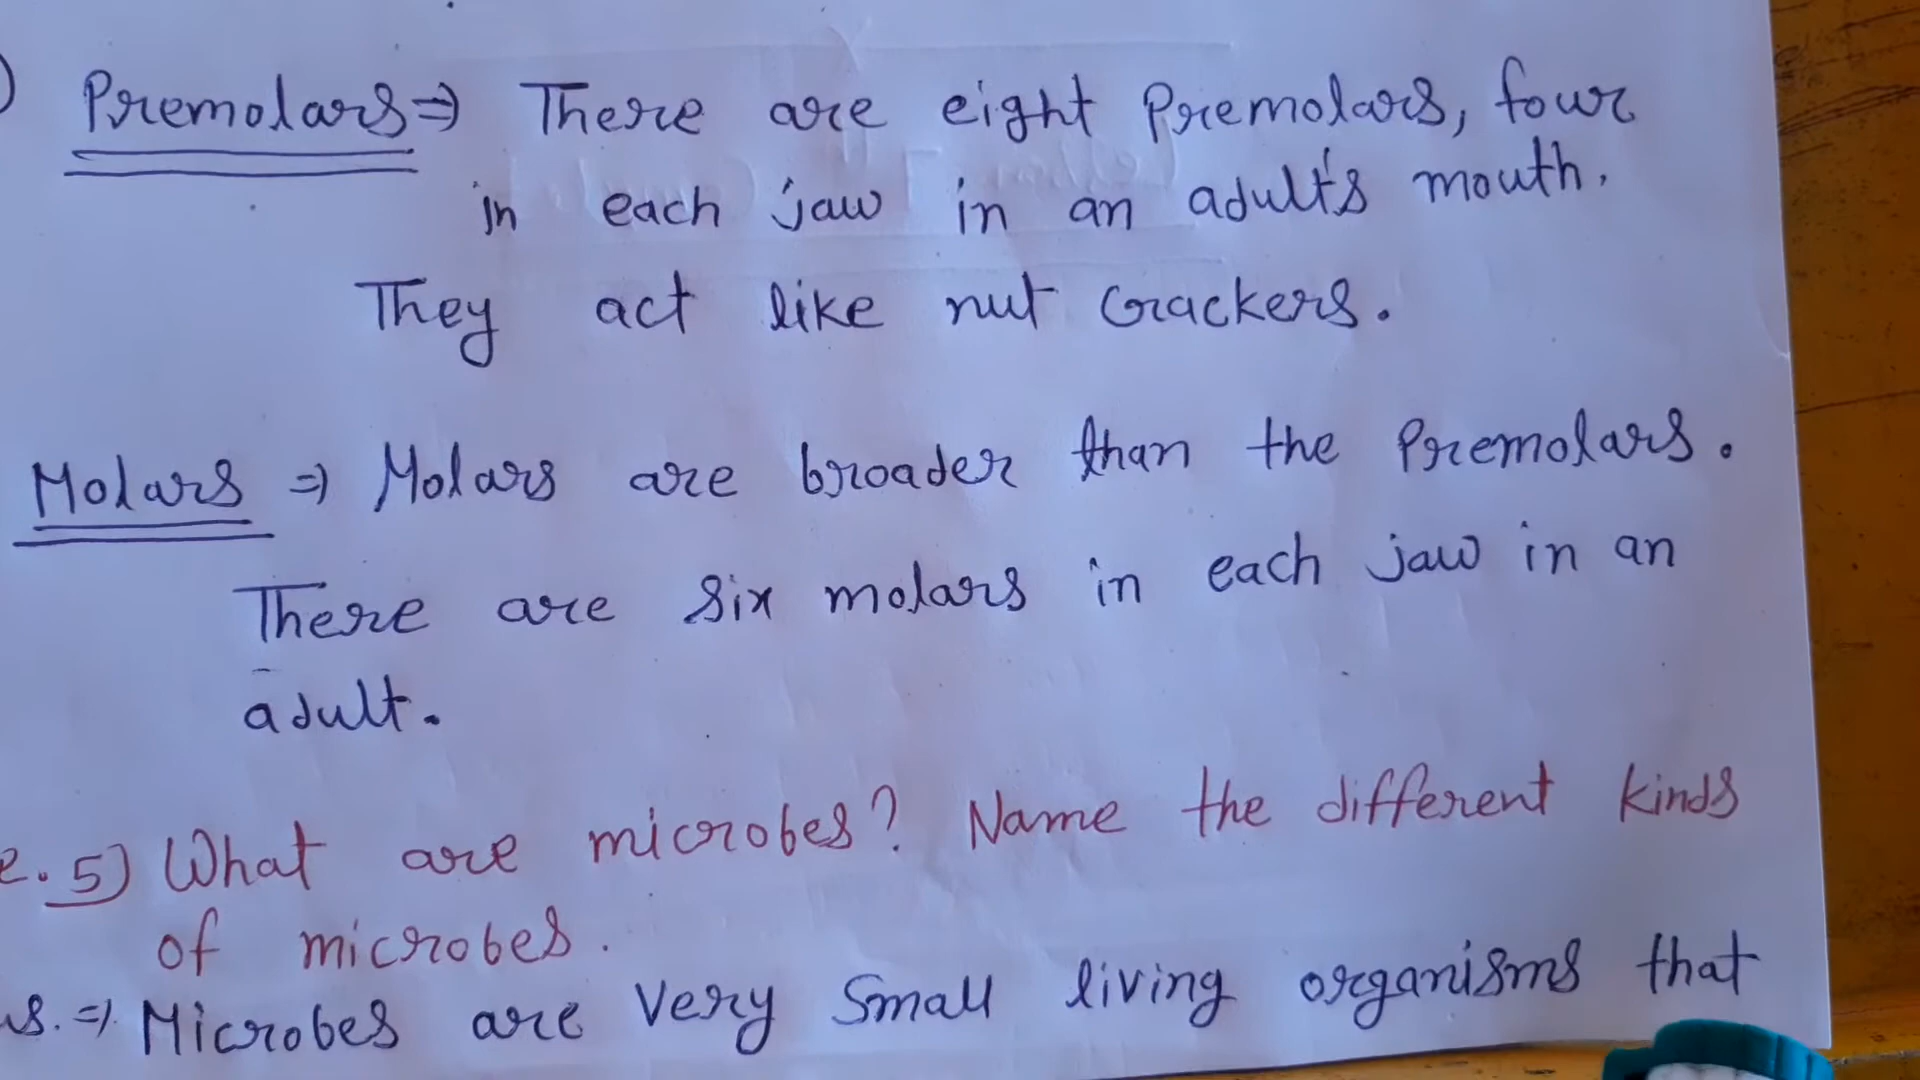 ) Premolars ⇒ There are eight Premolars, four
in each jaw in an adult's mouth.
They act like nut crackers.
Molars ⇒ Molars are broader than the Premolars.
There are six molars in each jaw in an
adult.
e. 5) What are microbes? Name the different kinds
of microbes.
s. ⇒ Microbes are very small living organisms that